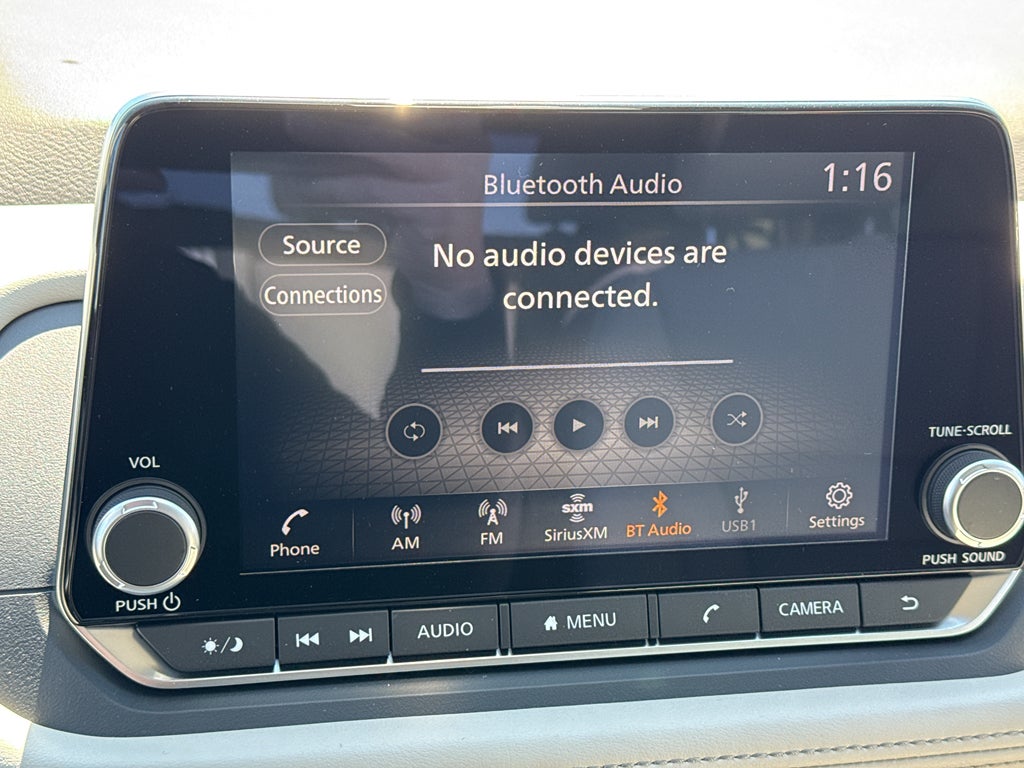 Bluetooth Audio
1:16
Source
No audio devices are
connected.
Connections
VOL
TUNE·SCROLL
Phone
AM
FM
sxm
SiriusXM
BT Audio
USB1
Settings
PUSH
PUSH SOUND
AUDIO
MENU
CAMERA